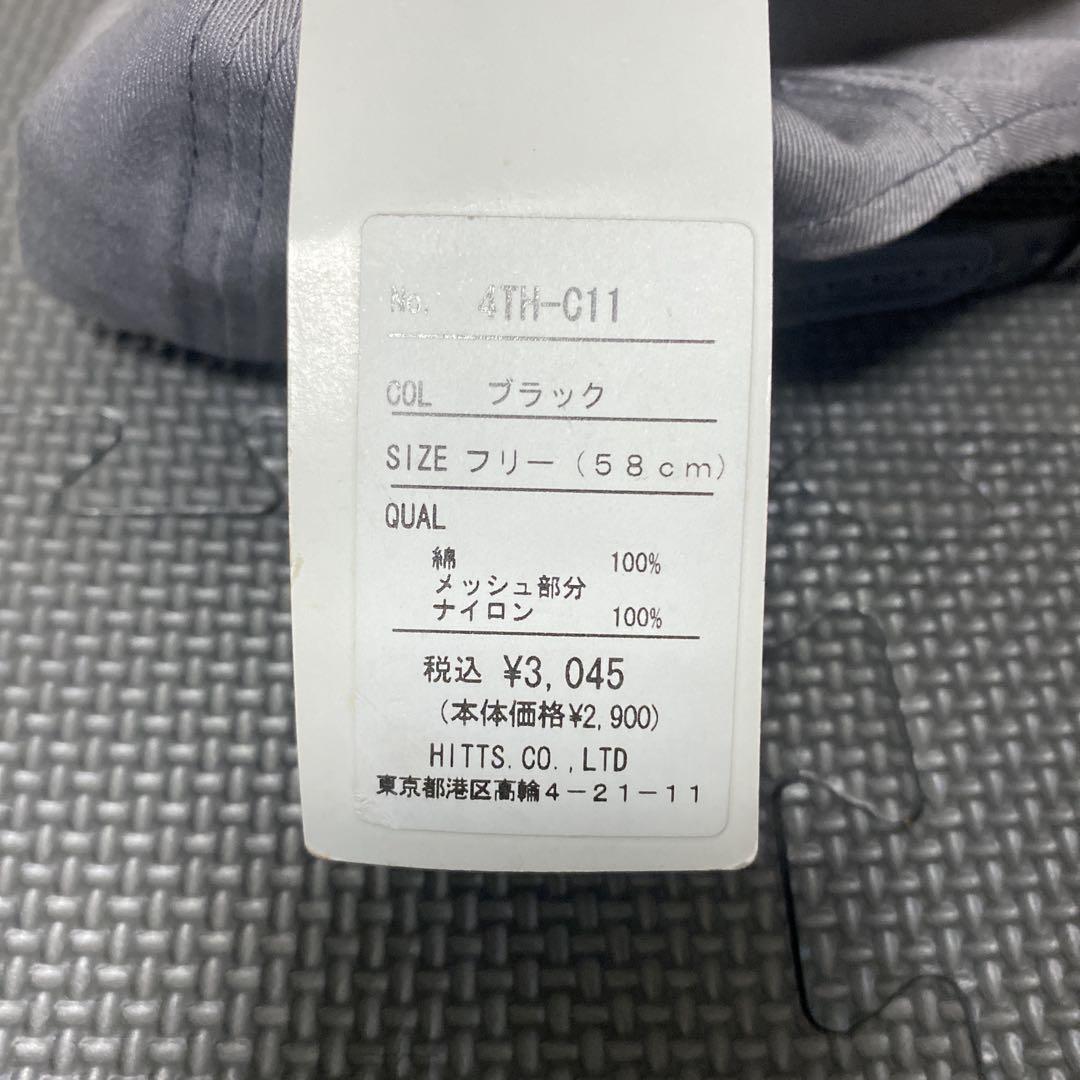 No. 4TH-C11
COL ブラック
SIZE フリー(58cm)
QUAL
綿 100%
メッシュ部分
ナイロン 100%
税込 ¥3,045
(本体価格¥2,900)
HITTS.CO.,LTD
東京都港区高輪4-21-11